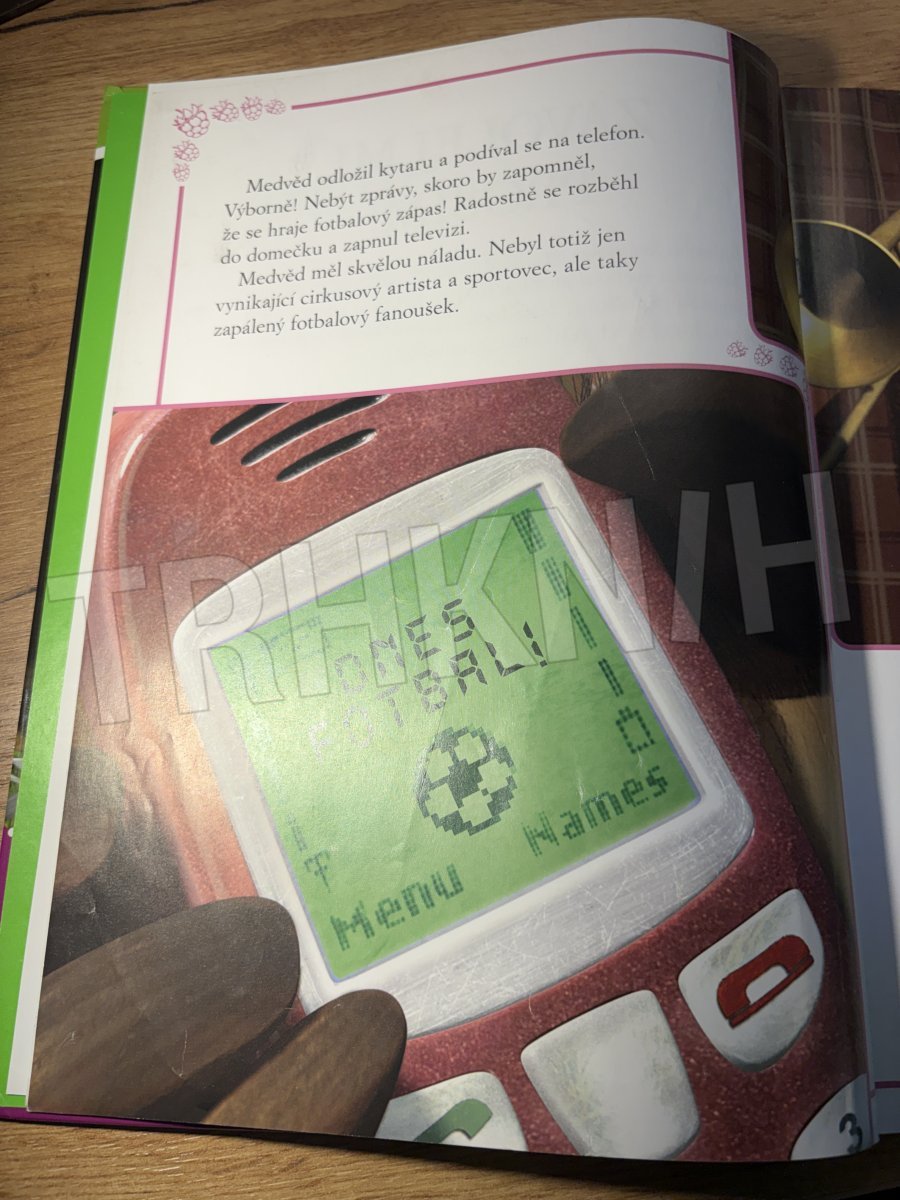 Medvěd odložil kytaru a podíval se na telefon.
Výborně! Nebýt zprávy, skoro by zapomněl,
že se hraje fotbalový zápas! Radostně se rozběhl
do domečku a zapnul televizi.
Medvěd měl skvělou náladu. Nebyl totiž jen
vynikající cirkusový artista a sportovec, ale taky
zapálený fotbalový fanoušek.
TRHKNIH
DNES
FOTBAL!
Menu Names
3